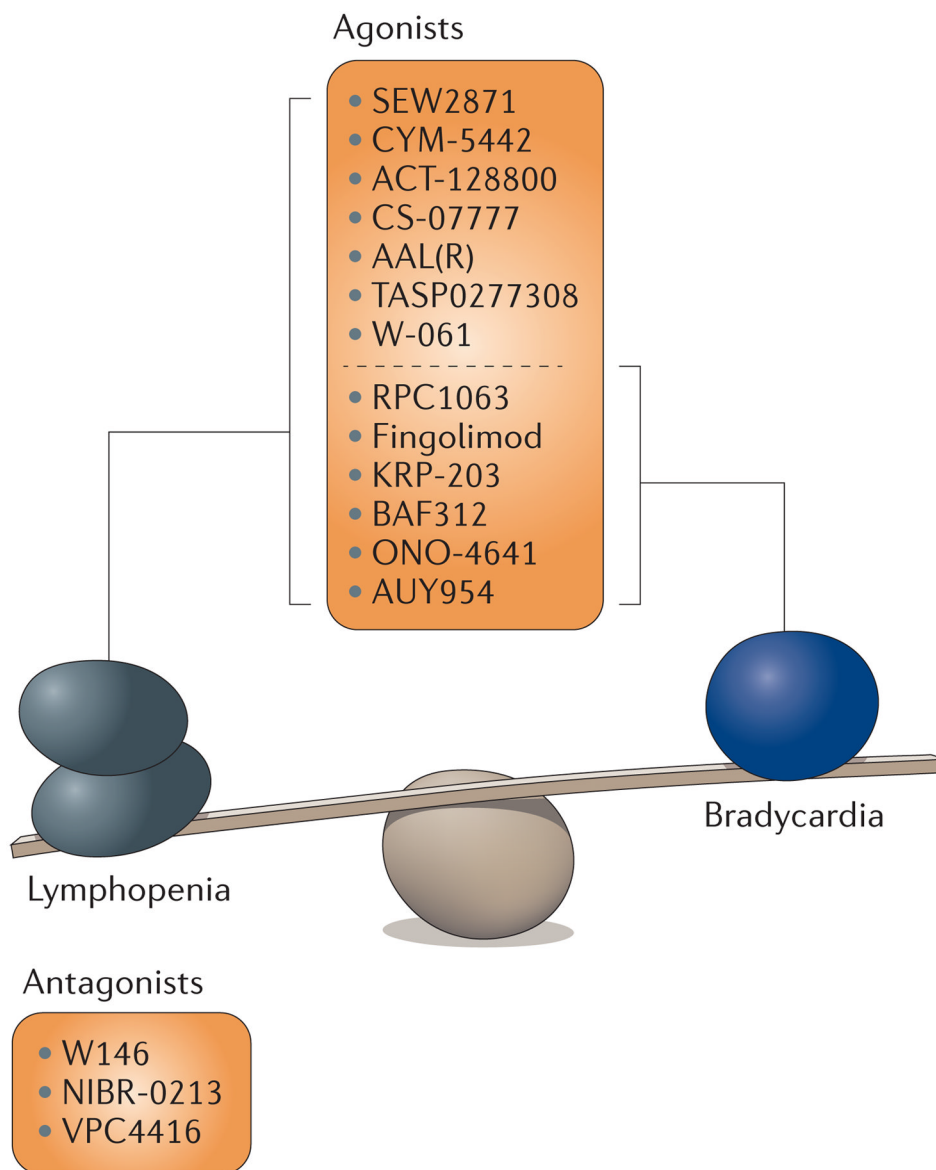 Agonists
• SEW2871
• CYM-5442
• ACT-128800
• CS-07777
• AAL(R)
• TASP0277308
• W-061
• RPC1063
• Fingolimod
• KRP-203
• BAF312
• ONO-4641
• AUY954
Bradycardia
Lymphopenia
Antagonists
• W146
• NIBR-0213
• VPC4416